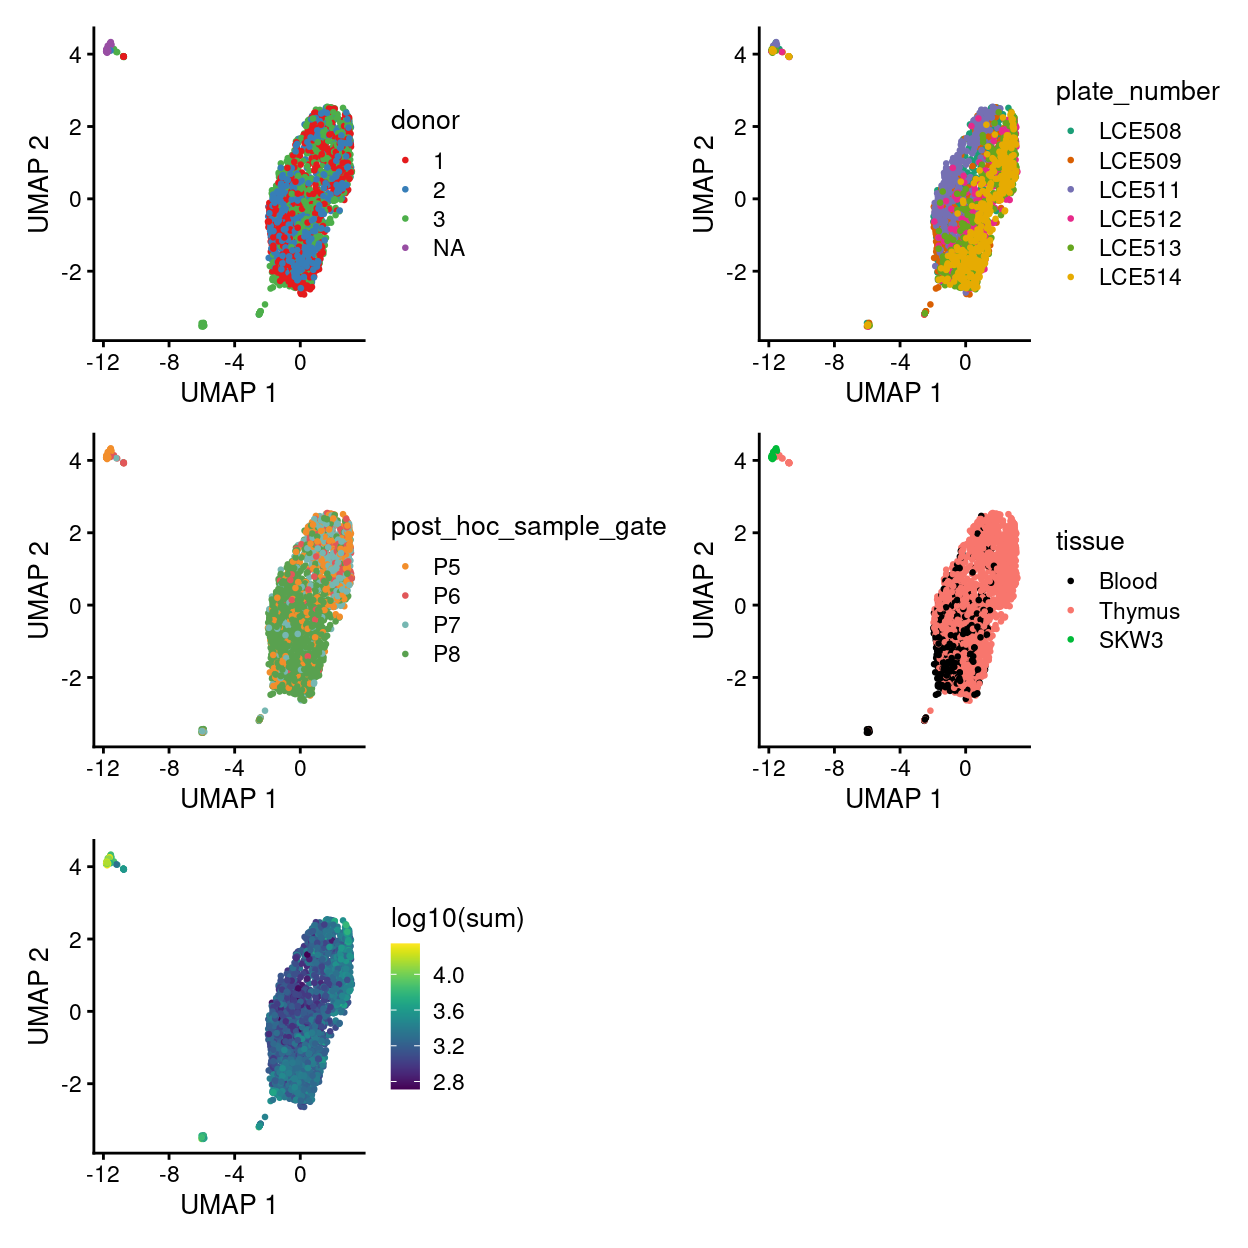 4
2
0
-2
UMAP 2
-12
-8
-4
0
UMAP 1
donor
1
2
3
NA
4
2
0
-2
UMAP 2
-12
-8
-4
0
UMAP 1
plate_number
LCE508
LCE509
LCE511
LCE512
LCE513
LCE514
4
2
0
-2
UMAP 2
-12
-8
-4
0
UMAP 1
post_hoc_sample_gate
P5
P6
P7
P8
4
2
0
-2
UMAP 2
-12
-8
-4
0
UMAP 1
tissue
Blood
Thymus
SKW3
4
2
0
-2
UMAP 2
-12
-8
-4
0
UMAP 1
log10(sum)
4.0
3.6
3.2
2.8